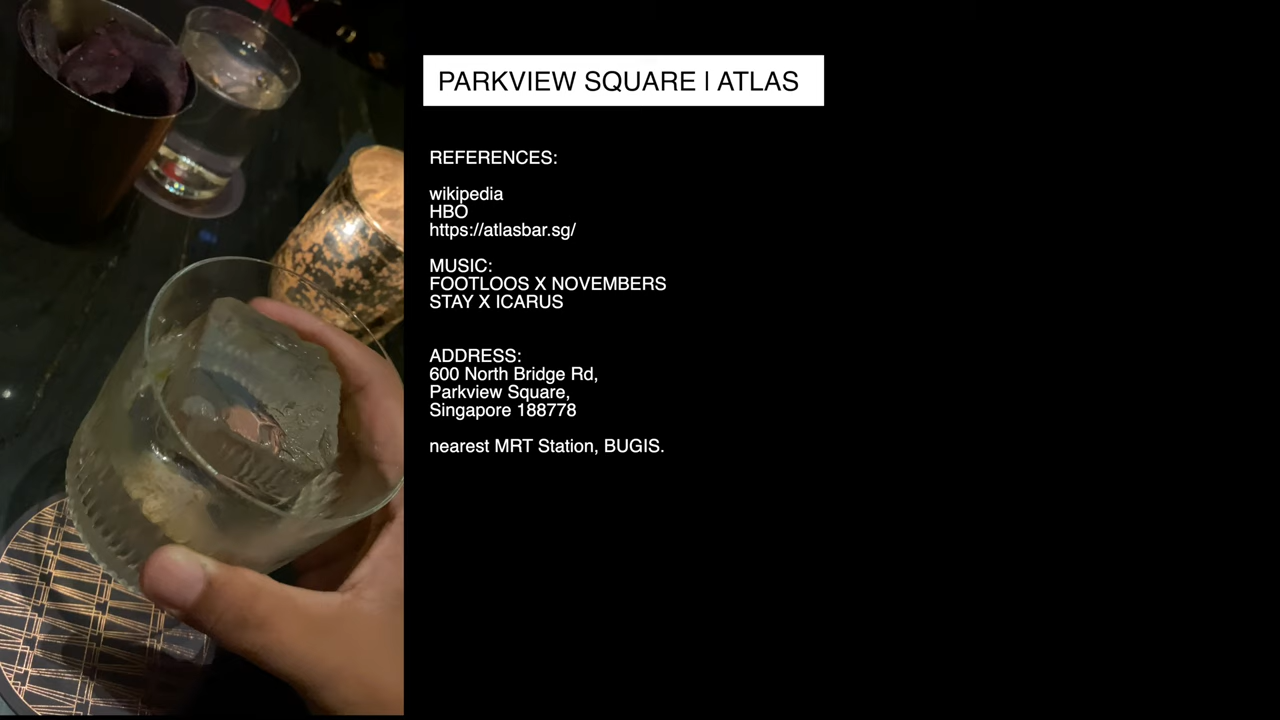 PARKVIEW SQUARE | ATLAS
REFERENCES:
wikipedia
HBO
https://atlasbar.sg/
MUSIC:
FOOTLOOS X NOVEMBERS
STAY X ICARUS
ADDRESS:
600 North Bridge Rd,
Parkview Square,
Singapore 188778
nearest MRT Station, BUGIS.